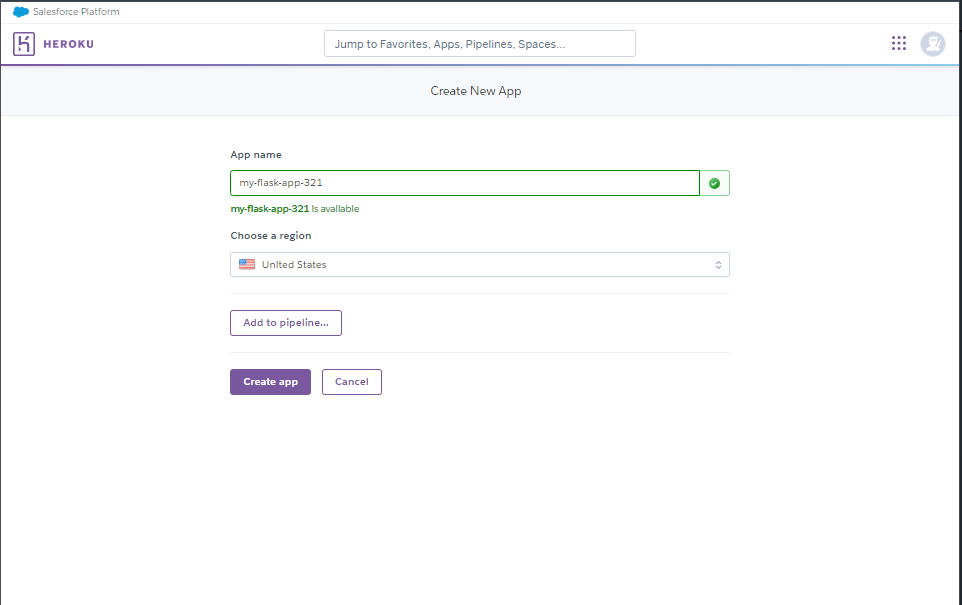 Salesforce Platform
HEROKU
Jump to Favorites, Apps, Pipelines, Spaces...
Create New App
App name
my-flask-app-321
my-flask-app-321 is available
Choose a region
United States
Add to pipeline...
Create app Cancel